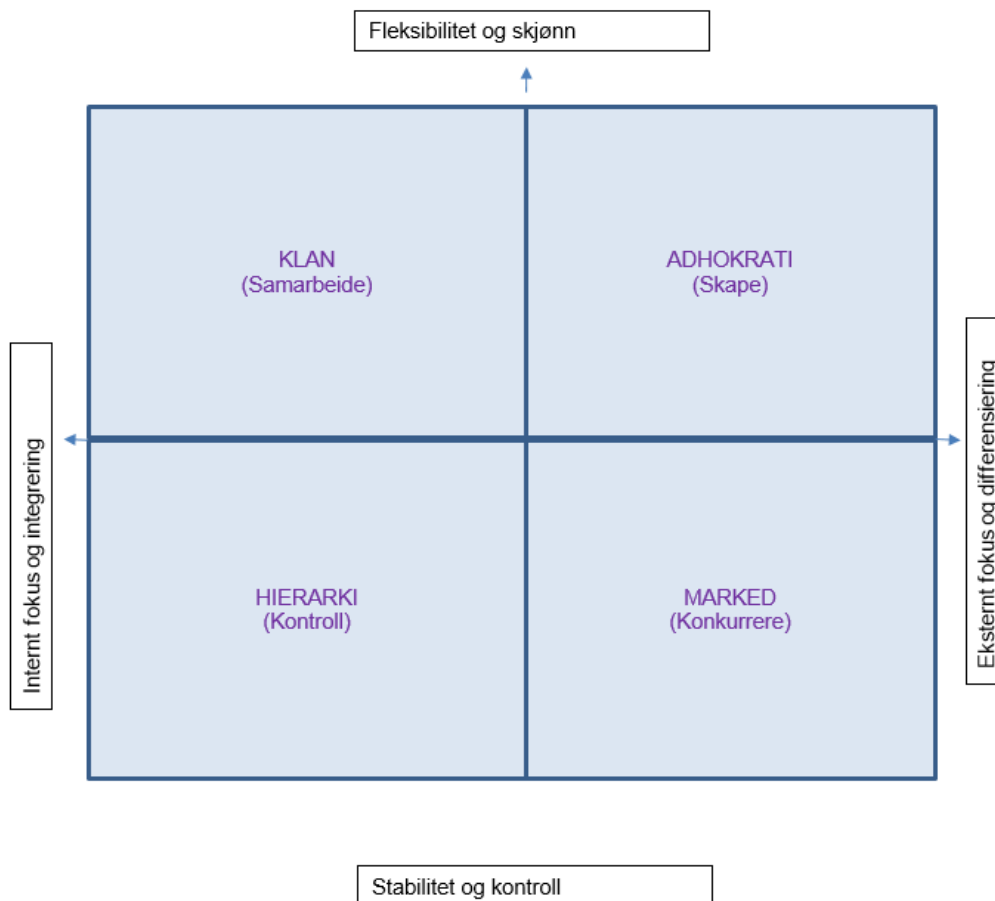 Fleksibilitet og skjønn
KLAN
(Samarbeide)
ADHOKRATI
(Skape)
Internt fokus og integrering
Eksternt fokus og differensiering
HIERARKI
(Kontroll)
MARKED
(Konkurrere)
Stabilitet og kontroll